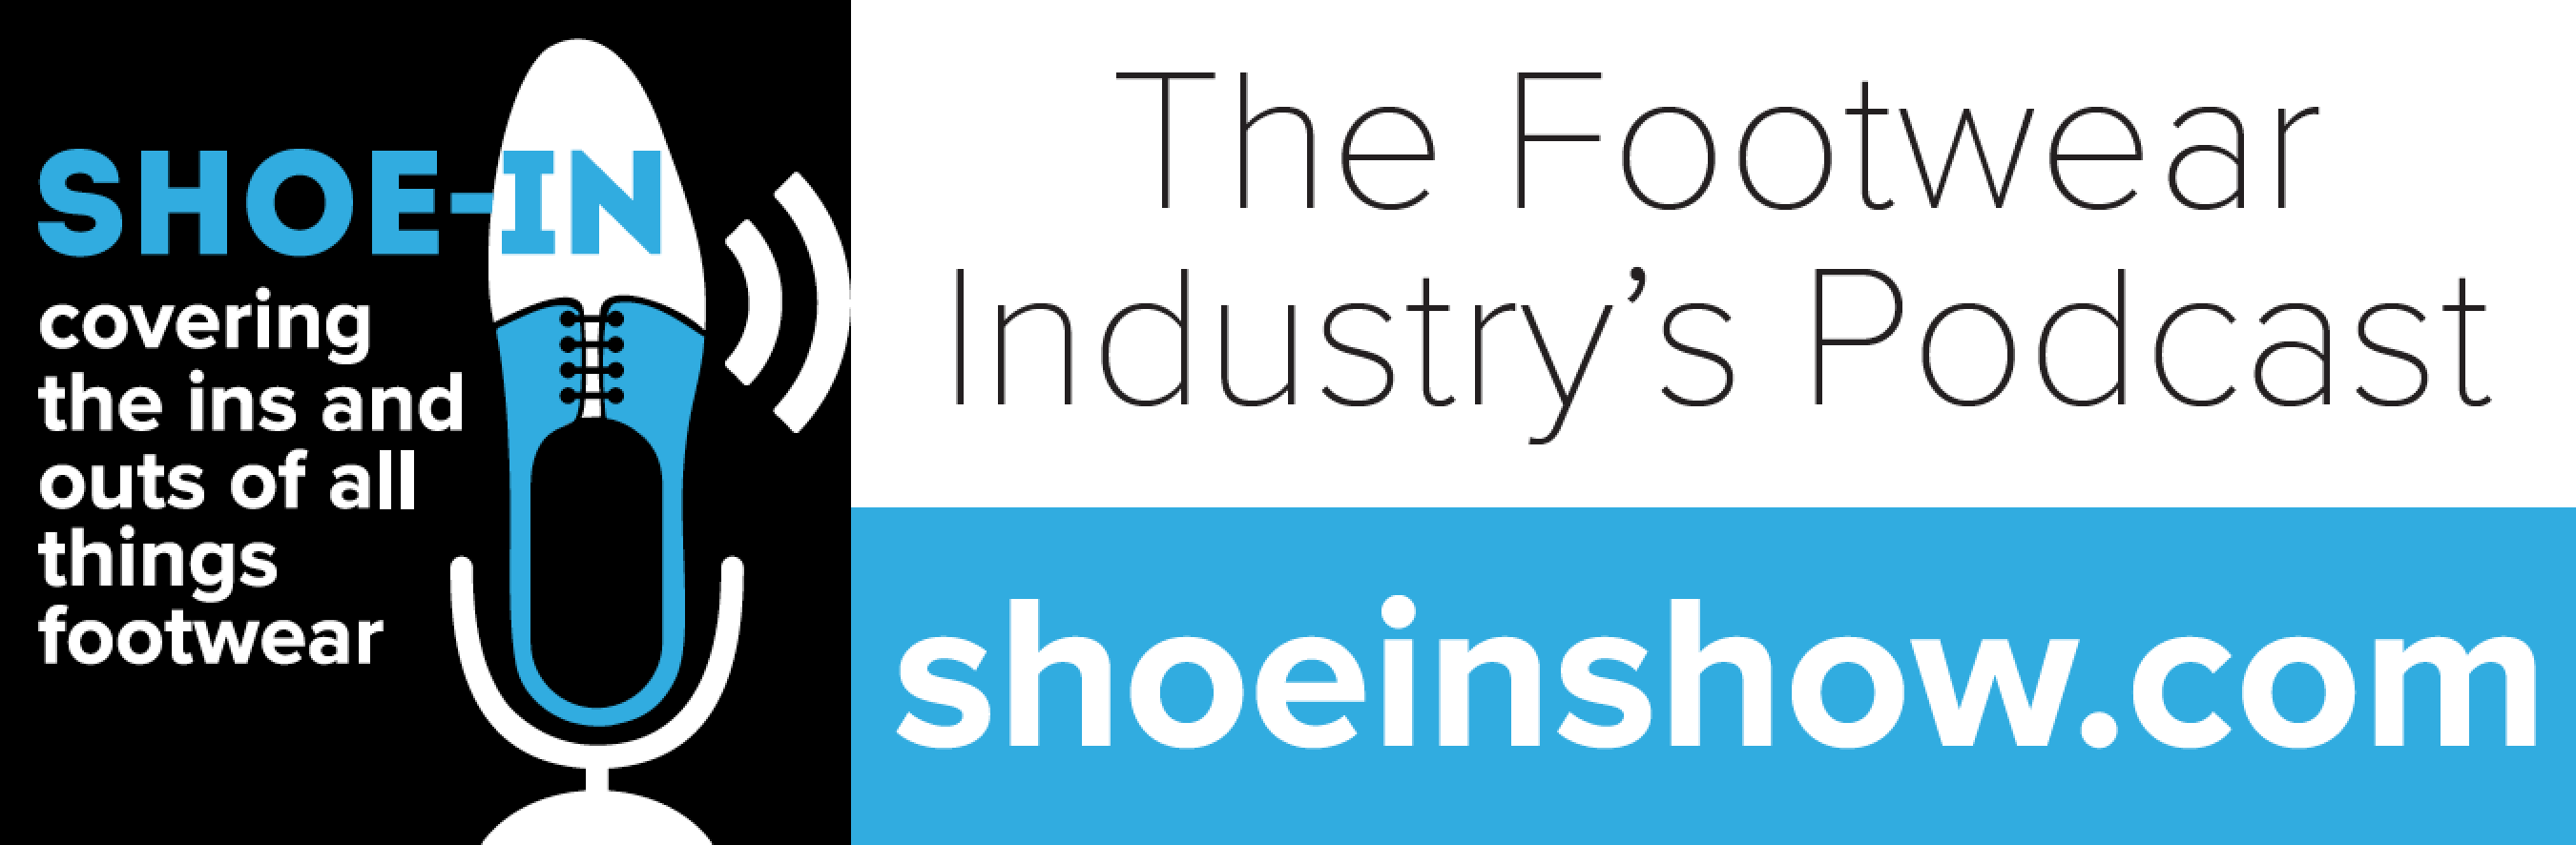 SHOE-IN
covering
the ins and
outs of all
things
footwear
The Footwear
Industry’s Podcast
shoeinshow.com